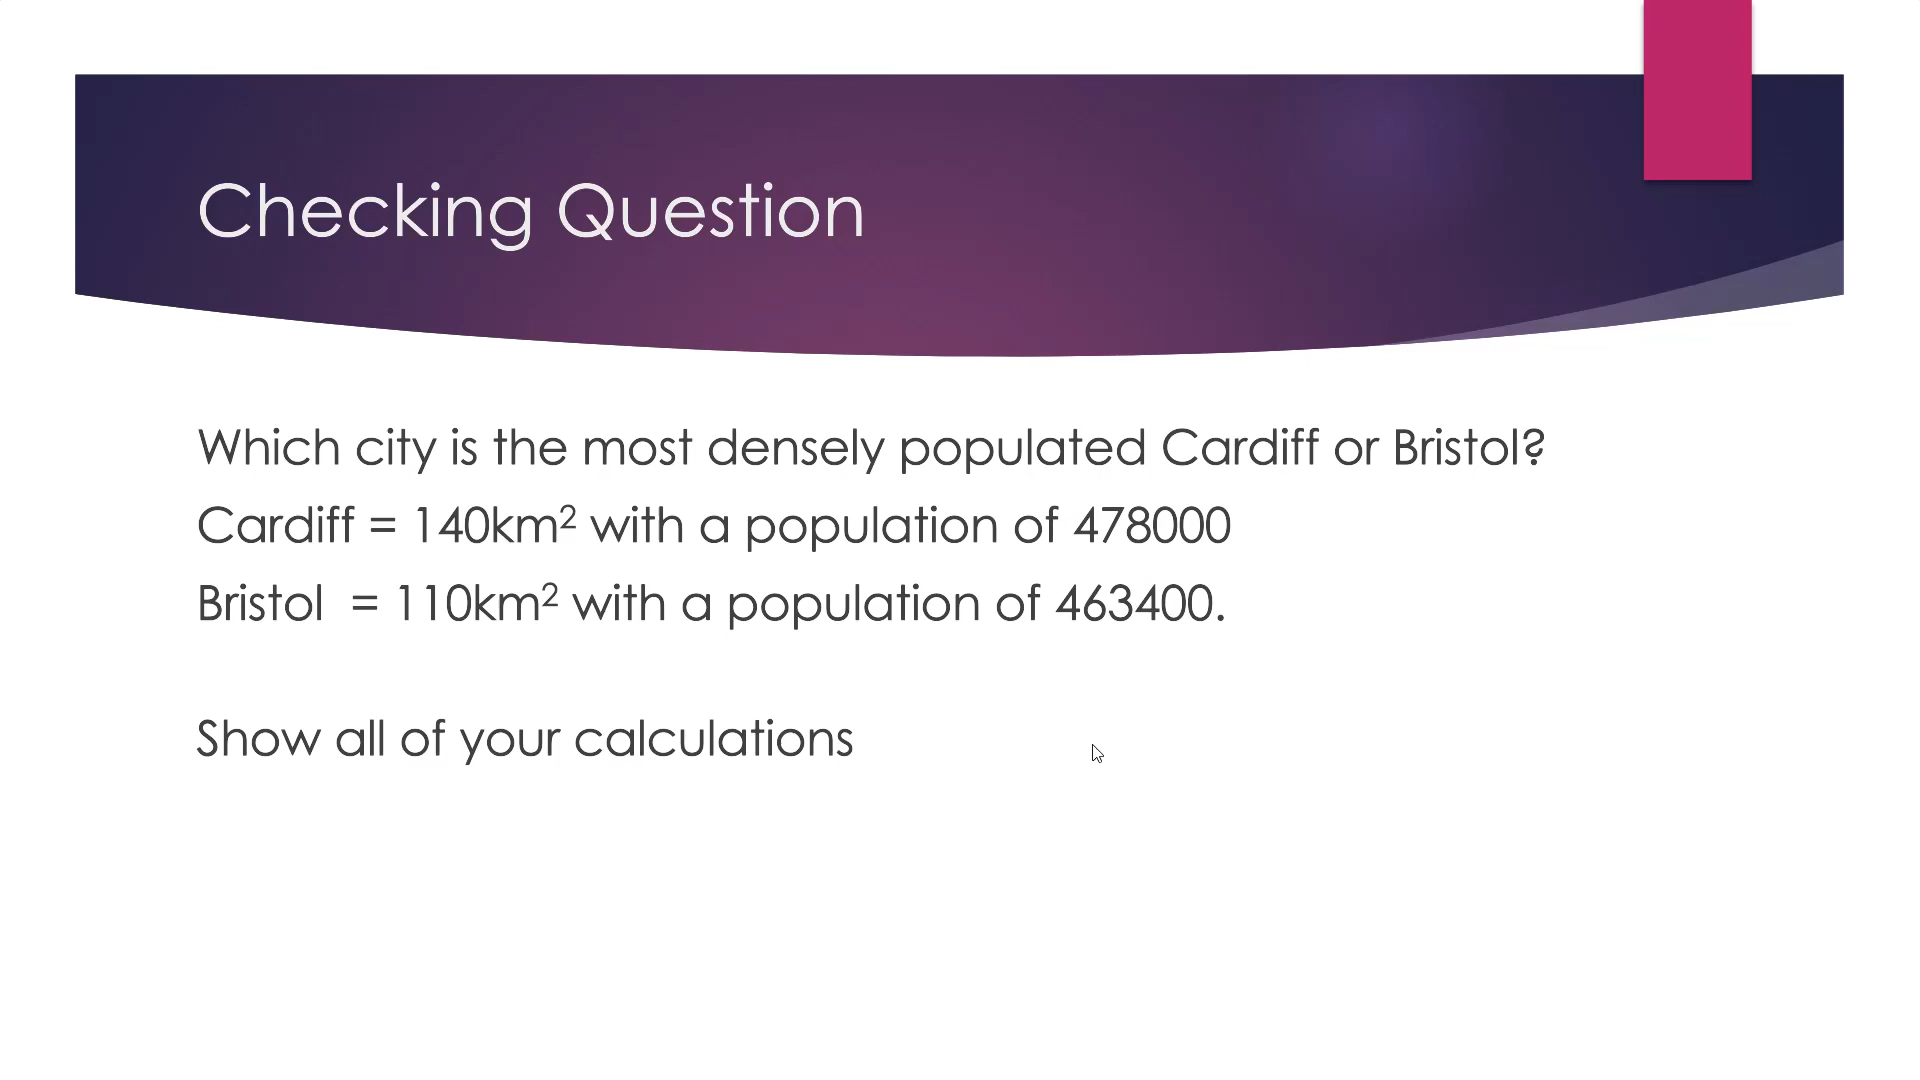 Checking Question
Which city is the most densely populated Cardiff or Bristol?
Cardiff = 140km² with a population of 478000
Bristol  = 110km² with a population of 463400.
Show all of your calculations